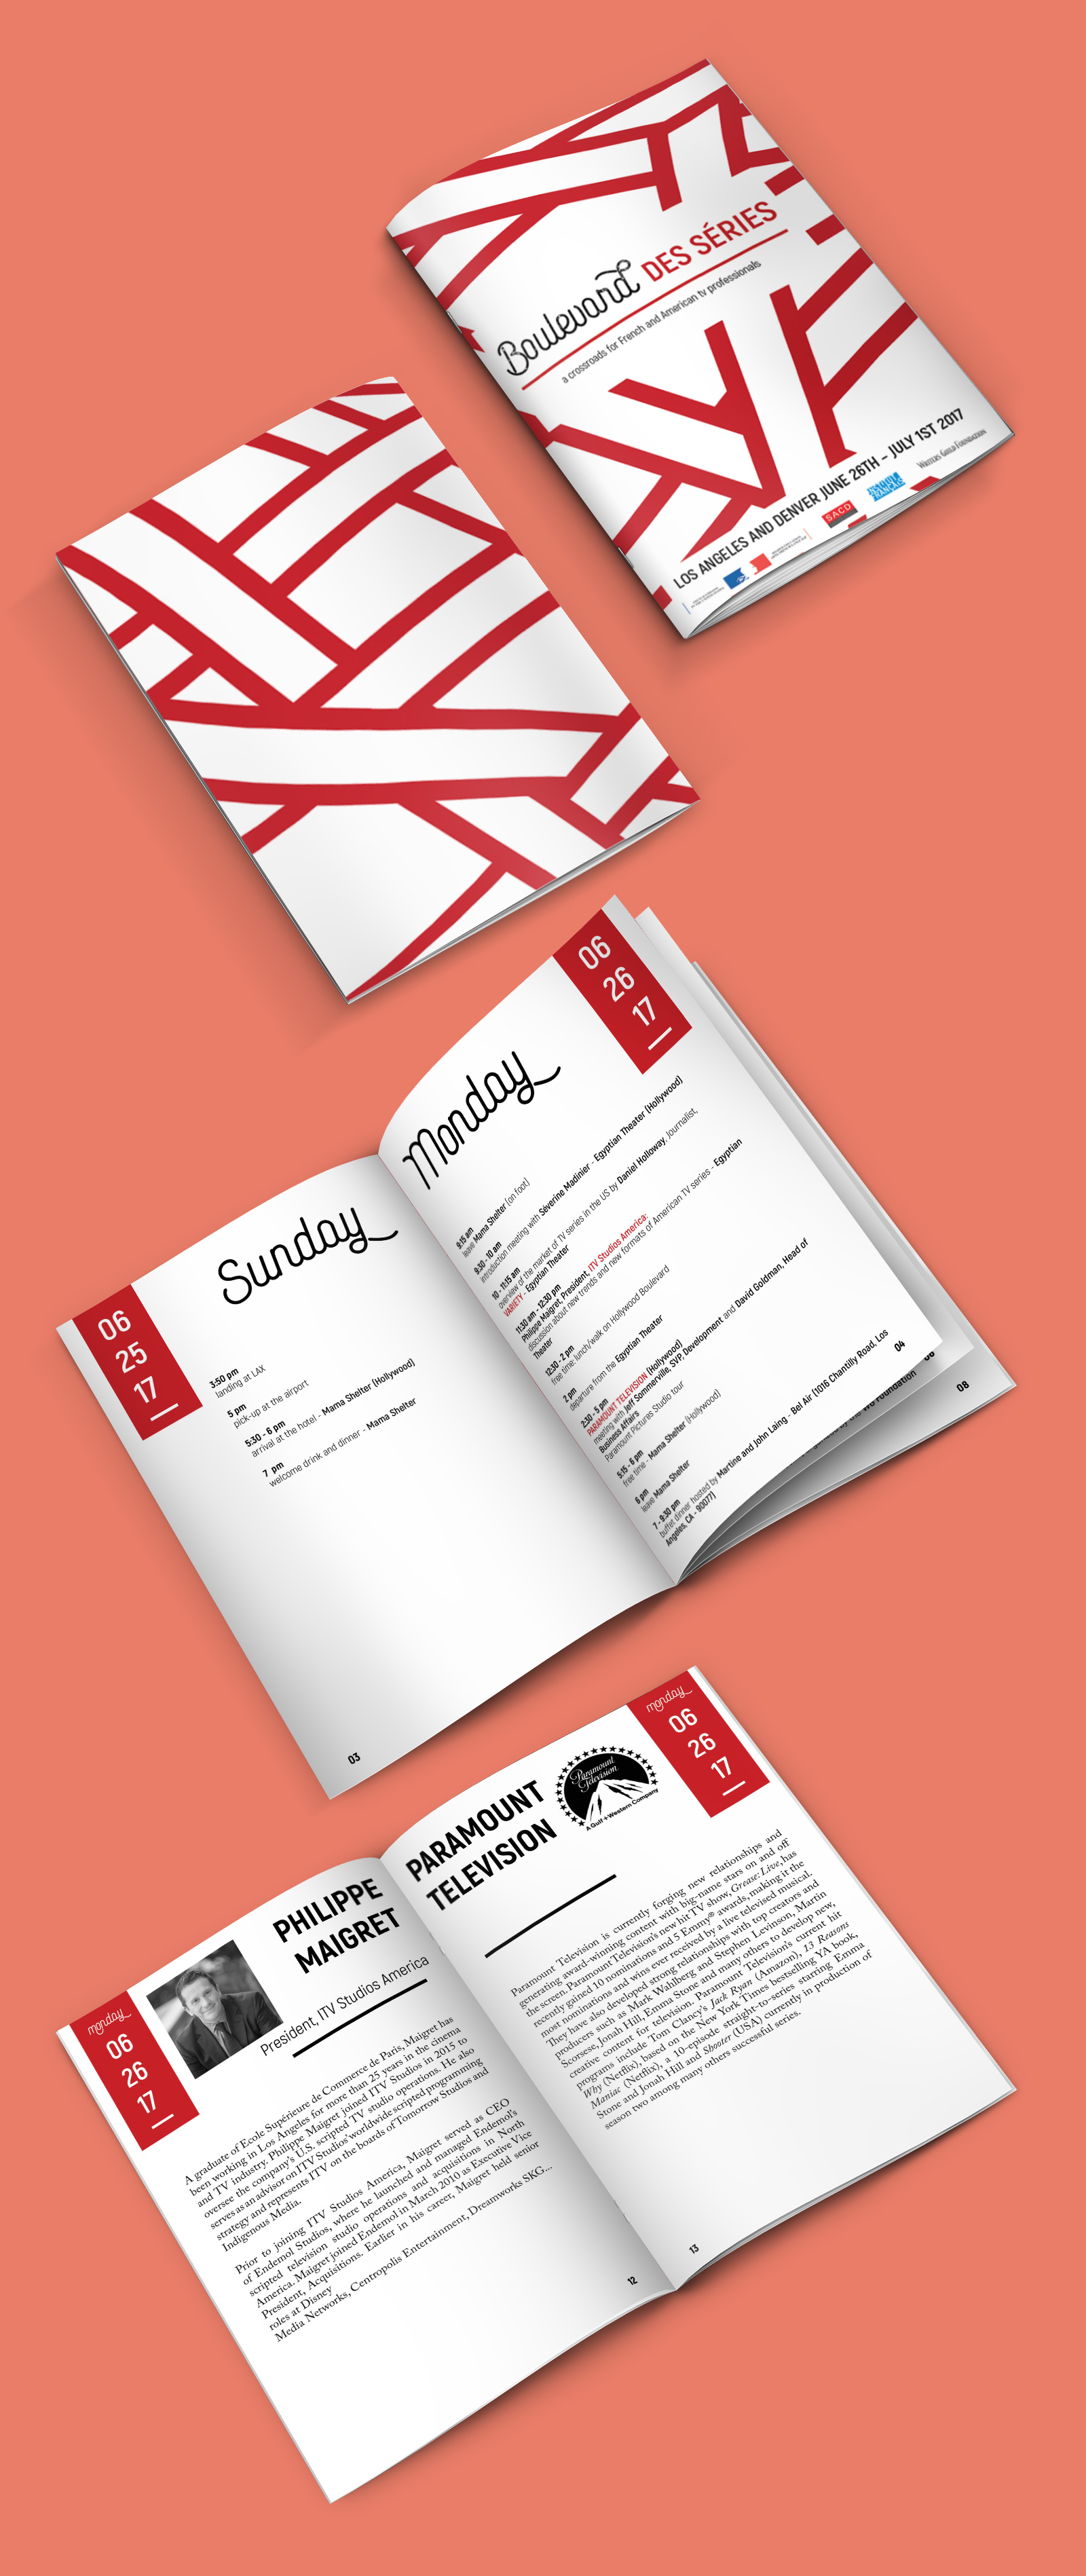 Boulevard DES SÉRIES
a crossroads for French and American tv professionals
LOS ANGELES AND DENVER JUNE 26TH – JULY 1ST 2017
SACD
INSTITUT
FRANÇAIS
WRITERS GUILD FOUNDATION
06
25
17
Sunday
3:50 pm
landing at LAX
5 pm
pick-up at the airport
5:30 - 6 pm
arrival at the hotel - Mama Shelter (Hollywood)
7 pm
welcome drink and dinner - Mama Shelter
03
06
26
17
Monday
9:15 am
leave Mama Shelter (on foot)
9:30 - 10 am
introduction meeting with Séverine Madinier - Egyptian Theater (Hollywood)
10 - 11:15 am
overview of the market of TV series in the US by Daniel Holloway, Journalist,
VARIETY - Egyptian Theater
11:30 am - 12:30 pm
Philippe Maigret, President, ITV Studios America:
discussion about new trends and new formats of American TV series - Egyptian
Theater
12:30 - 2 pm
free time: lunch/walk on Hollywood Boulevard
2 pm
departure from the Egyptian Theater
2:30 - 5 pm
PARAMOUNT TELEVISION (Hollywood)
meeting with Jeff Sommerville, SVP, Development and David Goldman, Head of
Business Affairs
Paramount Pictures Studio tour
5:15 - 6 pm
free time - Mama Shelter (Hollywood)
6 pm
leave Mama Shelter
7 - 9:30 pm
buffet dinner hosted by Martine and John Laing - Bel Air (1016 Chantilly Road, Los
Angeles, CA - 90077)
04
06
08
monday
06
26
17
PHILIPPE
MAIGRET
President, ITV Studios America
A graduate of Ecole Supérieure de Commerce de Paris, Maigret has
been working in Los Angeles for more than 25 years in the cinema
and TV industry. Philippe Maigret joined ITV Studios in 2015 to
oversee the company's U.S. scripted TV studio operations. He also
serves as an advisor on ITV Studios' worldwide scripted programming
strategy and represents ITV on the boards of Tomorrow Studios and
Indigenous Media.
Prior to joining ITV Studios America, Maigret served as CEO
of Endemol Studios, where he launched and managed Endemol's
scripted television studio operations and acquisitions in North
America. Maigret joined Endemol in March 2010 as Executive Vice
President, Acquisitions. Earlier in his career, Maigret held senior
roles at Disney
Media Networks, Centropolis Entertainment, Dreamworks SKG...
12
monday
06
26
17
PARAMOUNT
TELEVISION
Paramount
Television
A Gulf + Western Company
Paramount Television is currently forging new relationships and
generating award-winning content with big-name stars on and off
the screen. Paramount Television's new hit TV show, Grease: Live, has
recently gained 10 nominations and 5 Emmy® awards, making it the
most nominations and wins ever received by a live televised musical.
They have also developed strong relationships with top creators and
producers such as Mark Wahlberg and Stephen Levinson, Martin
Scorsese, Jonah Hill, Emma Stone and many others to develop new,
creative content for television. Paramount Television's current hit
programs include Tom Clancy's Jack Ryan (Amazon), 13 Reasons
Why (Netflix), based on the New York Times bestselling YA book,
Maniac (Netflix), a 10-episode straight-to-series starring Emma
Stone and Jonah Hill and Shooter (USA) currently in production of
season two among many others successful series.
13